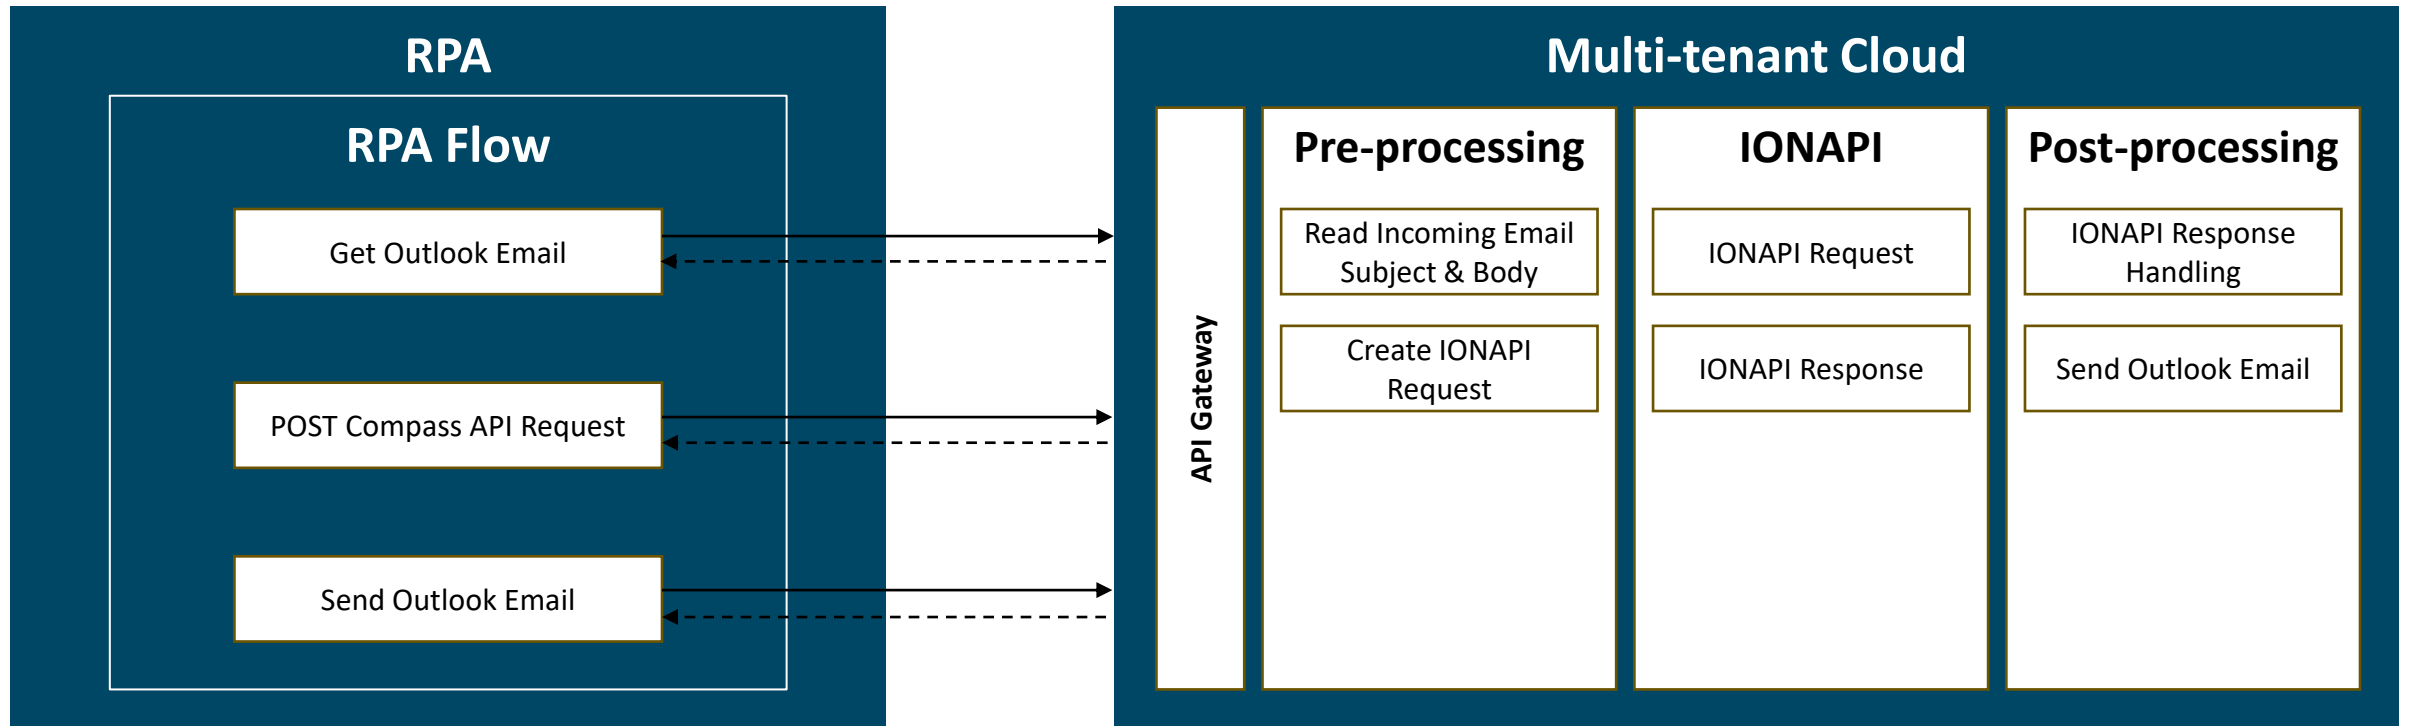 RPA
RPA Flow
Get Outlook Email
POST Compass API Request
Send Outlook Email
Multi-tenant Cloud
API Gateway
Pre-processing
Read Incoming Email
Subject & Body
Create IONAPI
Request
IONAPI
IONAPI Request
IONAPI Response
Post-processing
IONAPI Response
Handling
Send Outlook Email